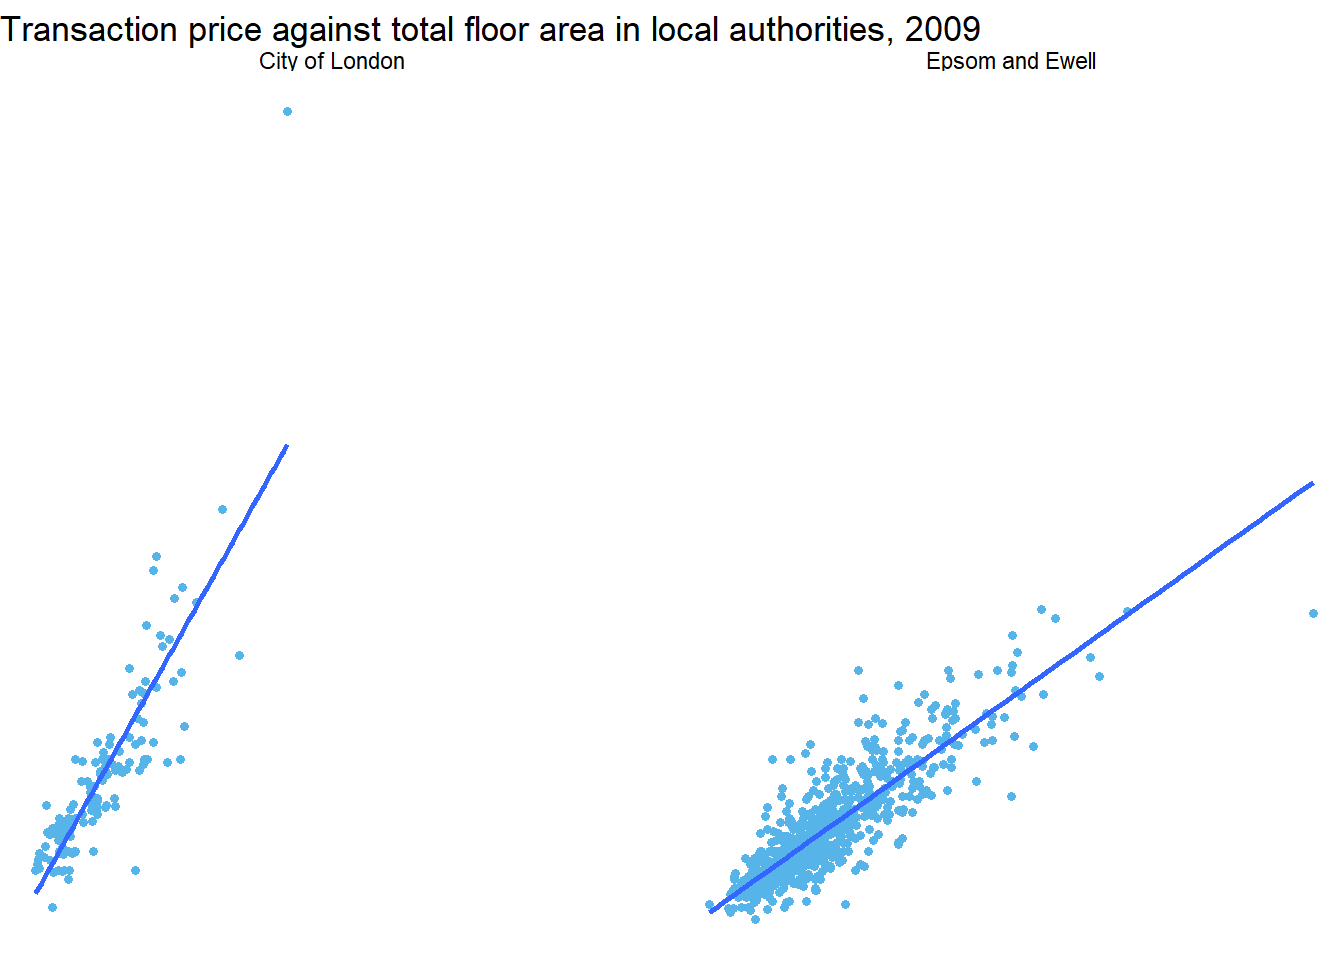 Transaction price against total floor area in local authorities, 2009
City of London
Epsom and Ewell